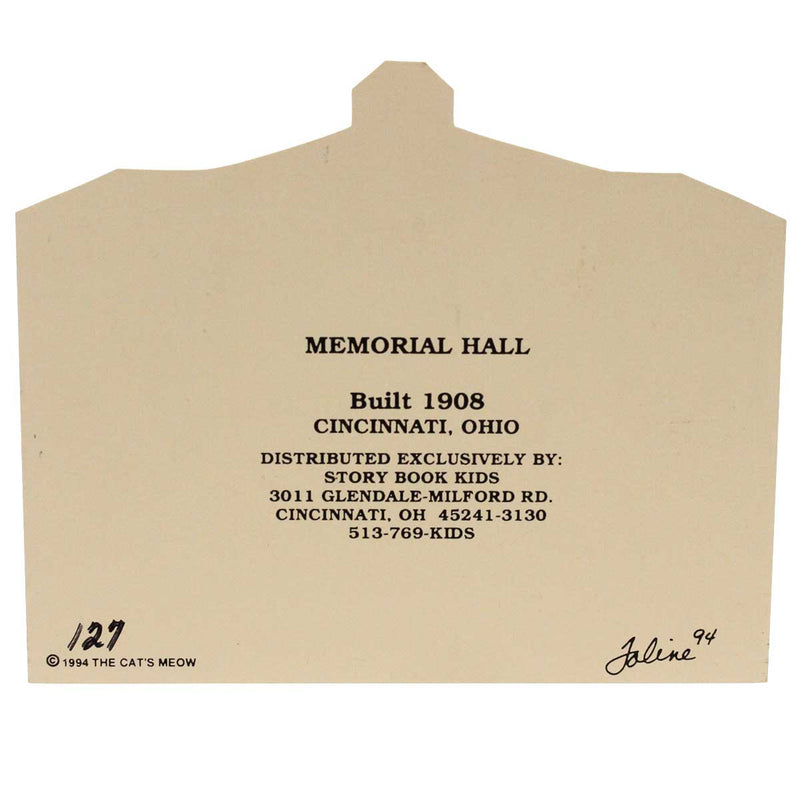 MEMORIAL HALL
Built 1908
CINCINNATI, OHIO
DISTRIBUTED EXCLUSIVELY BY:
STORY BOOK KIDS
3011 GLENDALE-MILFORD RD.
CINCINNATI, OH 45241-3130
513-769-KIDS
127
© 1994 THE CAT'S MEOW
Faline 94